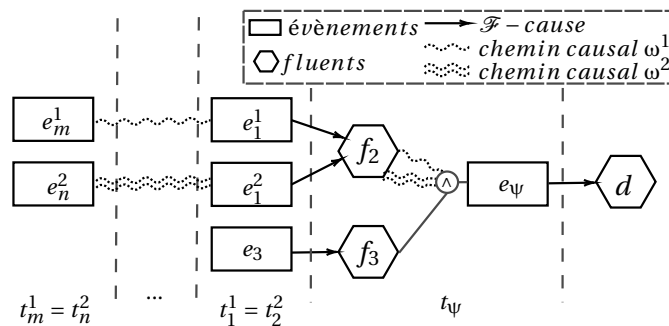 évènements ℱ – cause
fluents chemin causal ω¹
chemin causal ω²
e¹ₘ e¹₁ f₂
e²ₙ e²₁ ∧ e_ψ d
e₃ f₃
t¹ₘ = t²ₙ ... t¹₁ = t²₂ t_ψ